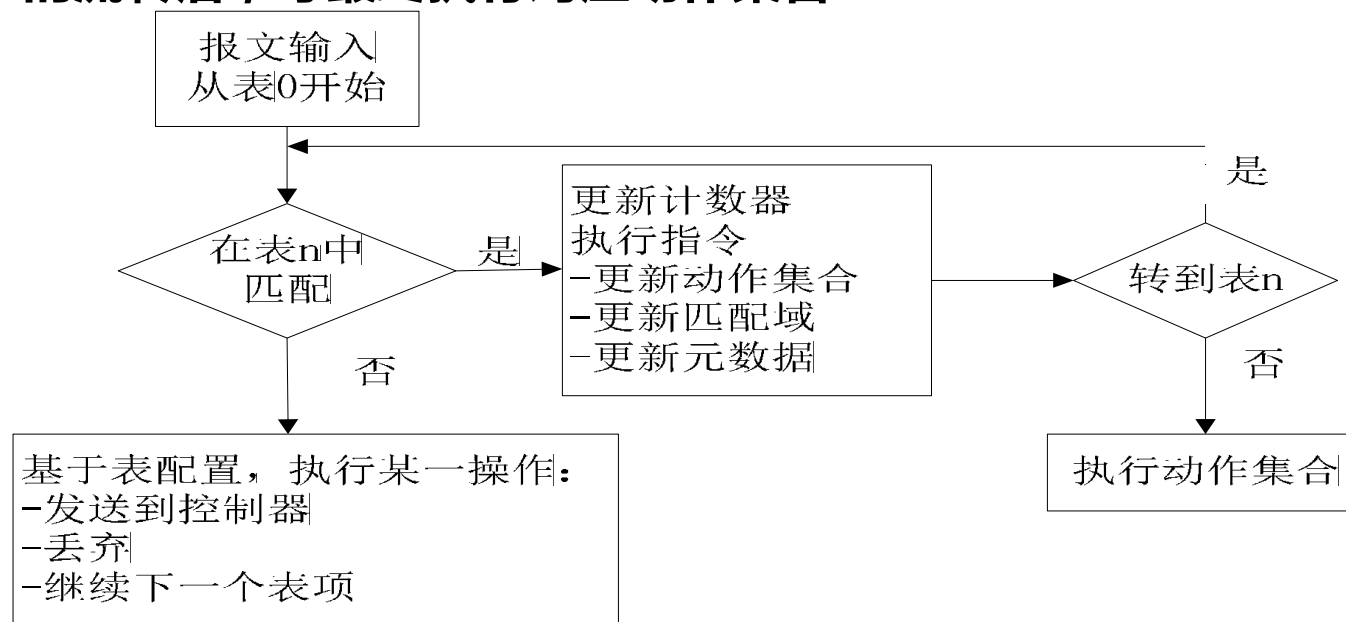 报文输入
从表0开始
是
更新计数器
执行指令
-更新动作集合
-更新匹配域
-更新元数据
在表n中
匹配
是
转到表n
否
否
基于表配置，执行某一操作：
-发送到控制器
-丢弃
-继续下一个表项
执行动作集合